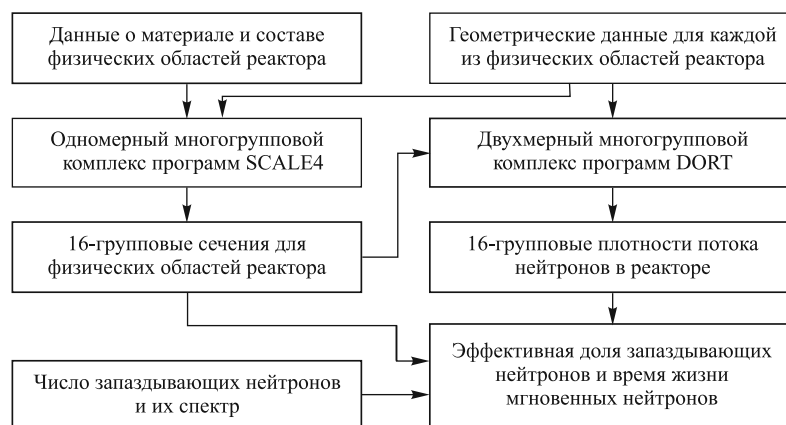 Данные о материале и составе
физических областей реактора
Геометрические данные для каждой
из физических областей реактора
Одномерный многогрупповой
комплекс программ SCALE4
Двухмерный многогрупповой
комплекс программ DORT
16-групповые сечения для
физических областей реактора
16-групповые плотности потока
нейтронов в реакторе
Число запаздывающих нейтронов
и их спектр
Эффективная доля запаздывающих
нейтронов и время жизни
мгновенных нейтронов